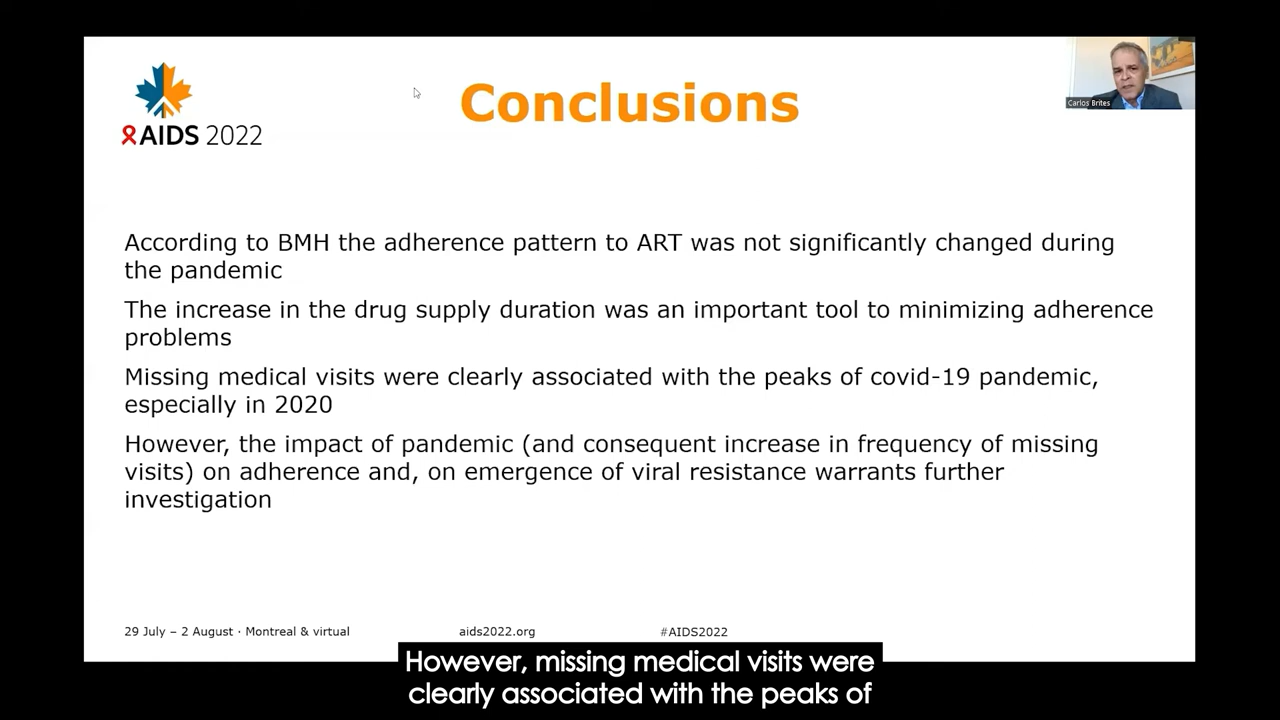 Conclusions
Carlos Brites
AIDS 2022
According to BMH the adherence pattern to ART was not significantly changed during
the pandemic
The increase in the drug supply duration was an important tool to minimizing adherence
problems
Missing medical visits were clearly associated with the peaks of covid-19 pandemic,
especially in 2020
However, the impact of pandemic (and consequent increase in frequency of missing
visits) on adherence and, on emergence of viral resistance warrants further
investigation
29 July – 2 August · Montreal & virtual
aids2022.org
#AIDS2022
However, missing medical visits were
clearly associated with the peaks of